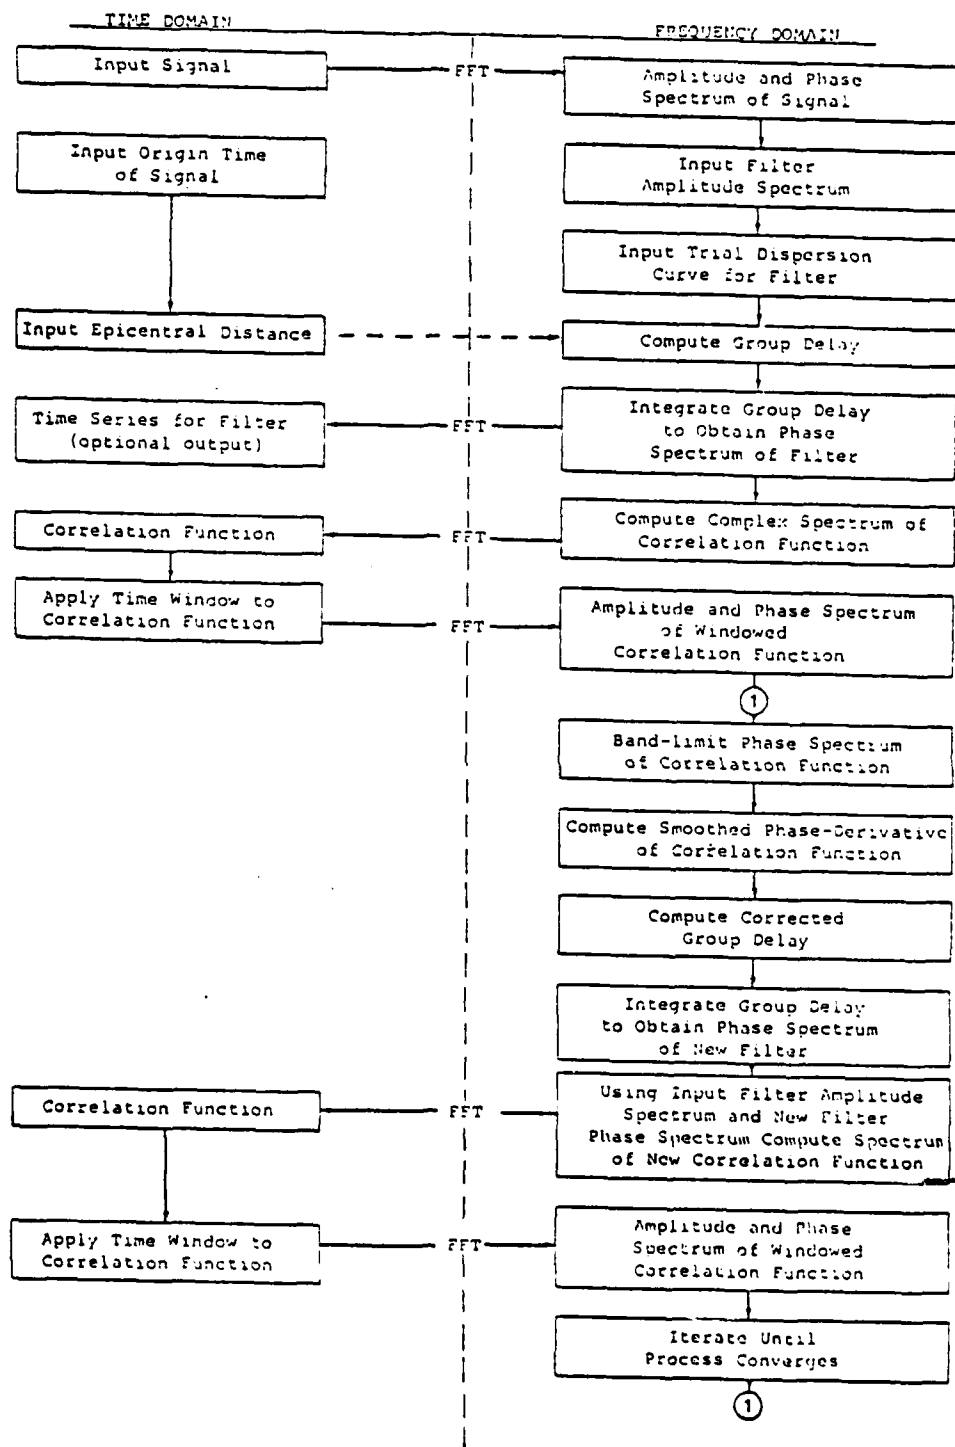 TIME DOMAIN
FREQUENCY DOMAIN
Input Signal
FFT
Amplitude and Phase
Spectrum of Signal
Input Origin Time
of Signal
Input Filter
Amplitude Spectrum
Input Trial Dispersion
Curve for Filter
Input Epicentral Distance
Compute Group Delay
Time Series for Filter
(optional output)
FFT
Integrate Group Delay
to Obtain Phase
Spectrum of Filter
Correlation Function
FFT
Compute Complex Spectrum of
Correlation Function
Apply Time Window to
Correlation Function
FFT
Amplitude and Phase Spectrum
of Windowed
Correlation Function
1
Band-limit Phase Spectrum
of Correlation Function
Compute Smoothed Phase-Derivative
of Correlation Function
Compute Corrected
Group Delay
Integrate Group Delay
to Obtain Phase Spectrum
of New Filter
Correlation Function
FFT
Using Input Filter Amplitude
Spectrum and New Filter
Phase Spectrum Compute Spectrum
of New Correlation Function
Apply Time Window to
Correlation Function
FFT
Amplitude and Phase
Spectrum of Windowed
Correlation Function
Iterate Until
Process Converges
1